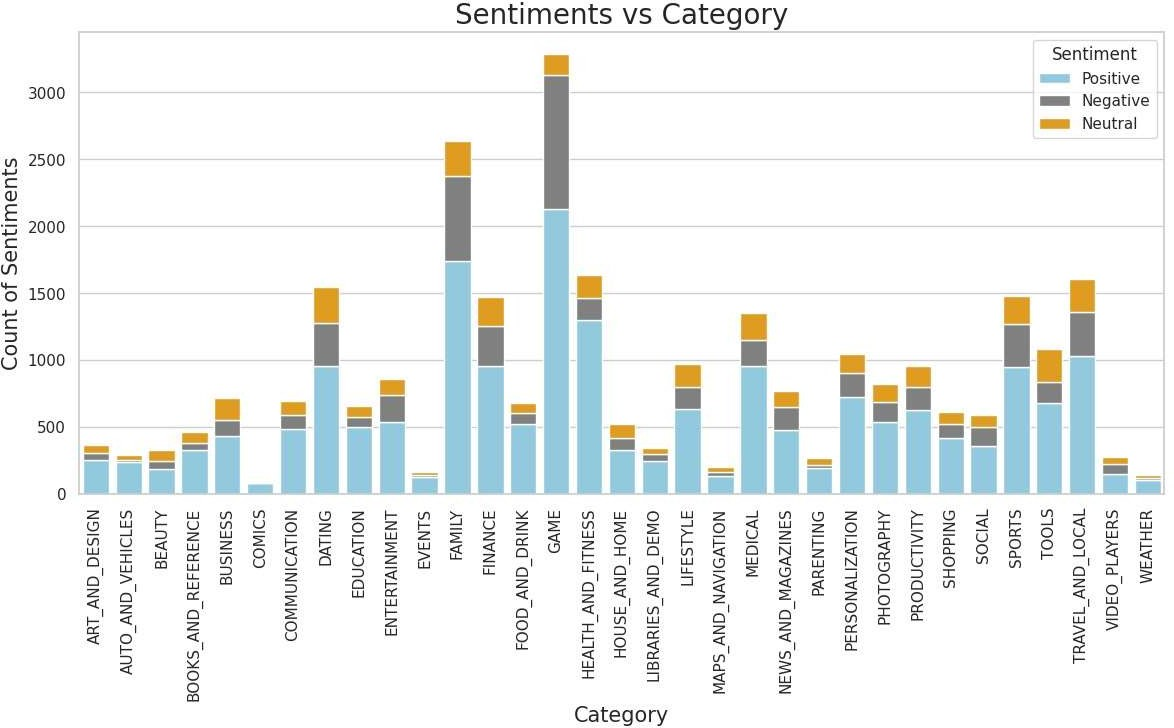 Sentiments vs Category
Sentiment
Positive
Negative
Neutral
Count of Sentiments
3000
2500
2000
1500
1000
500
0
ART_AND_DESIGN
AUTO_AND_VEHICLES
BEAUTY
BOOKS_AND_REFERENCE
BUSINESS
COMICS
COMMUNICATION
DATING
EDUCATION
ENTERTAINMENT
EVENTS
FAMILY
FINANCE
FOOD_AND_DRINK
GAME
HEALTH_AND_FITNESS
HOUSE_AND_HOME
LIBRARIES_AND_DEMO
LIFESTYLE
MAPS_AND_NAVIGATION
MEDICAL
NEWS_AND_MAGAZINES
PARENTING
PERSONALIZATION
PHOTOGRAPHY
PRODUCTIVITY
SHOPPING
SOCIAL
SPORTS
TOOLS
TRAVEL_AND_LOCAL
VIDEO_PLAYERS
WEATHER
Category